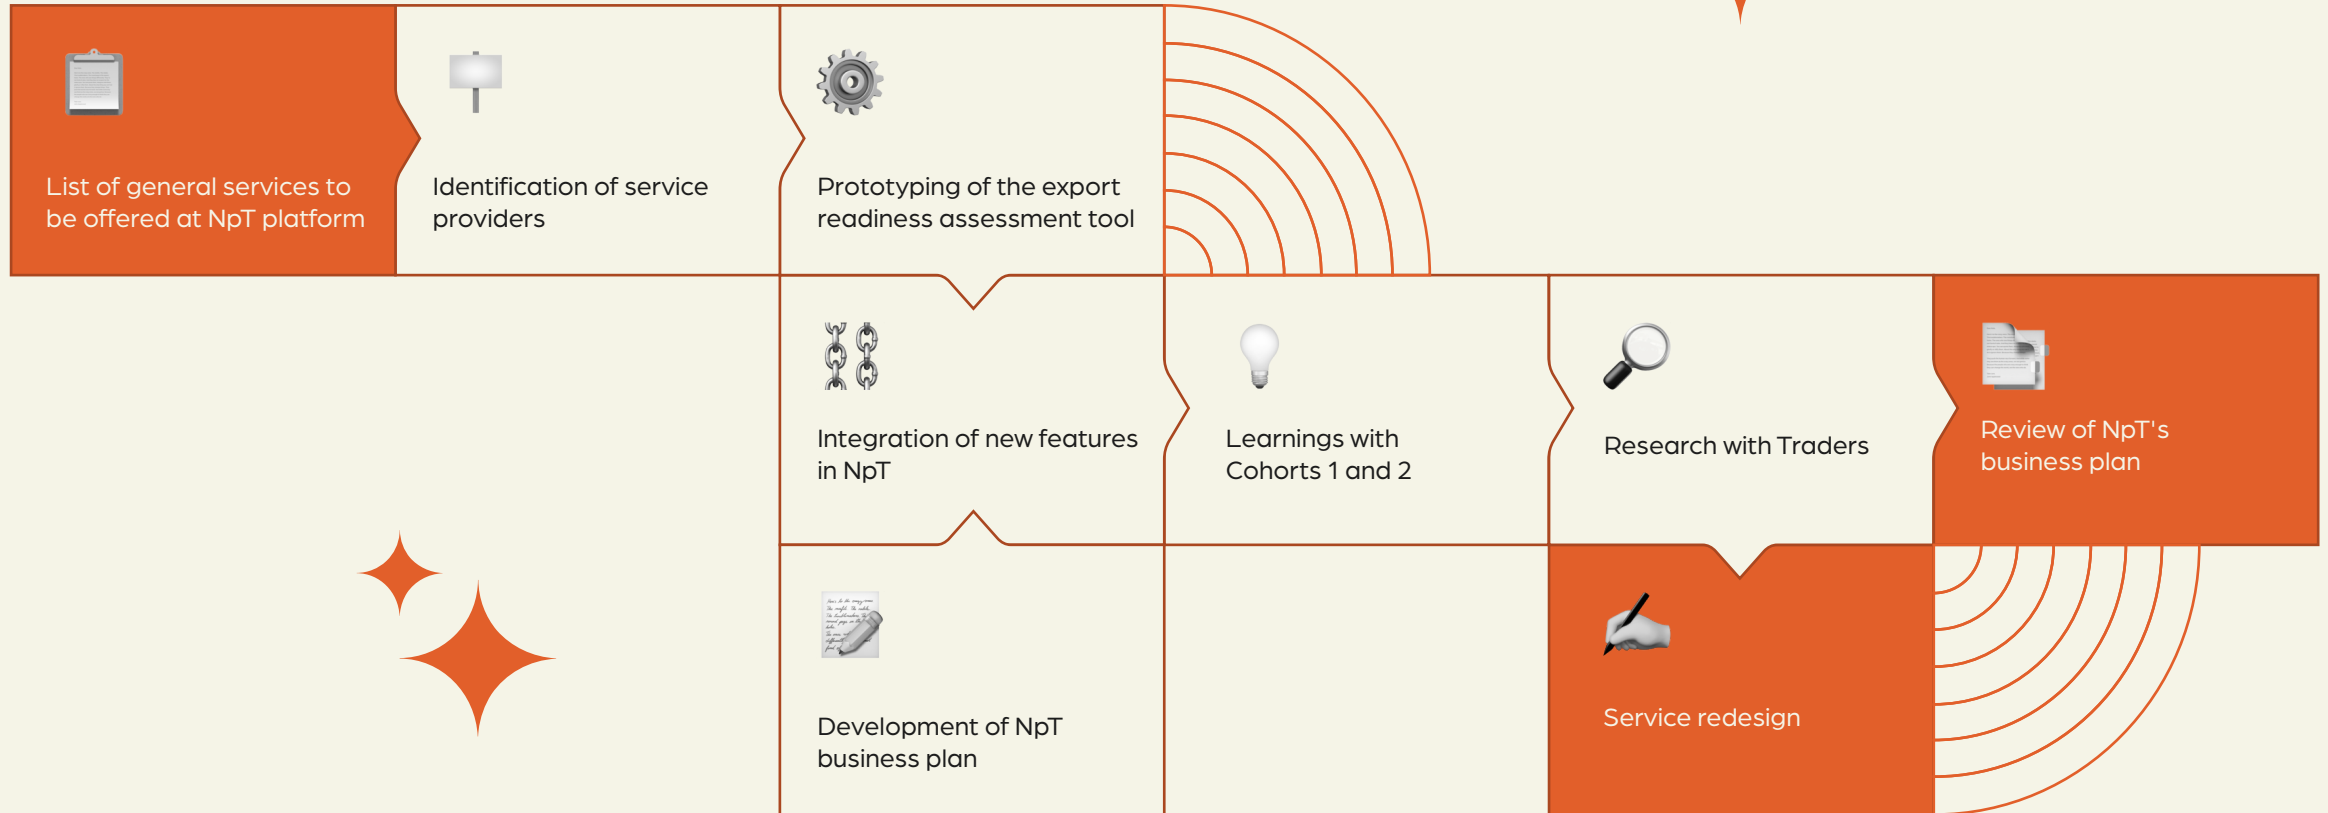 List of general services to
be offered at NpT platform
Identification of service
providers
Prototyping of the export
readiness assessment tool
Integration of new features
in NpT
Learnings with
Cohorts 1 and 2
Research with Traders
Review of NpT's
business plan
Development of NpT
business plan
Service redesign